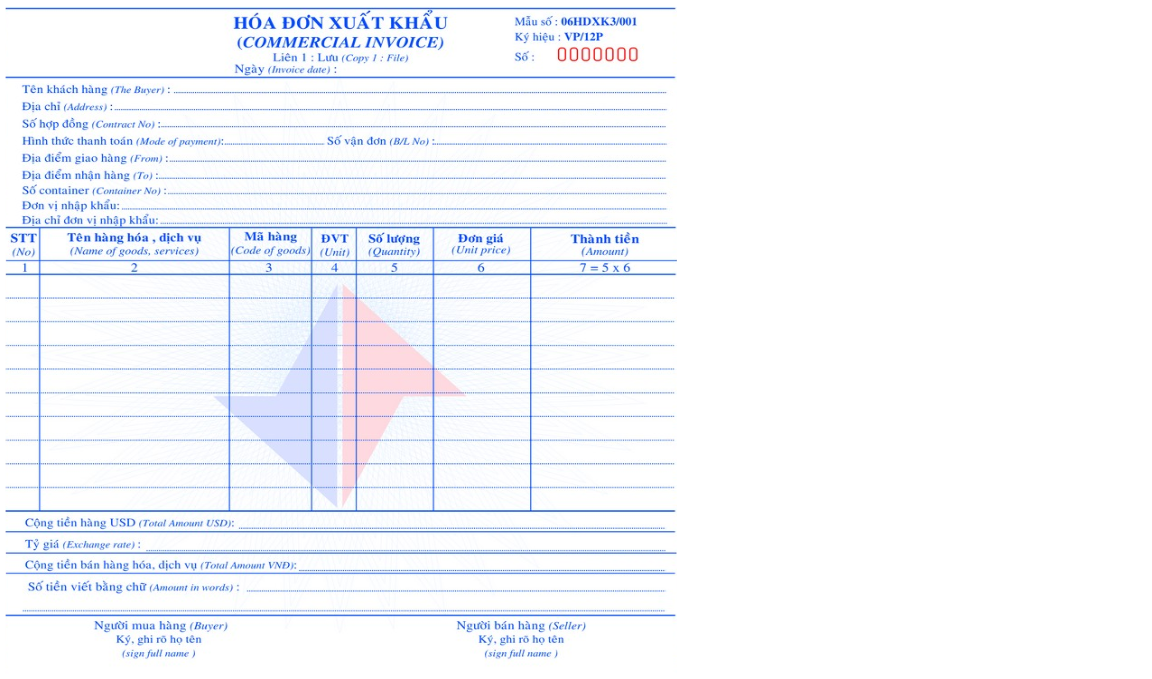 HÓA ĐƠN XUẤT KHẨU
(COMMERCIAL INVOICE)
Liên 1 : Lưu (Copy 1 : File)
Ngày (Invoice date) :
Mẫu số : 06HDXK3/001
Ký hiệu : VP/12P
Số : 0000000
Tên khách hàng (The Buyer) :
Địa chỉ (Address) :
Số hợp đồng (Contract No) :
Hình thức thanh toán (Mode of payment): Số vận đơn (B/L No) :
Địa điểm giao hàng (From) :
Địa điểm nhận hàng (To) :
Số container (Container No) :
Đơn vị nhập khẩu:
Địa chỉ đơn vị nhập khẩu:
STT Tên hàng hóa , dịch vụ Mã hàng ĐVT Số lượng Đơn giá Thành tiền
(No) (Name of goods, services) (Code of goods) (Unit) (Quantity) (Unit price) (Amount)
1 2 3 4 5 6 7 = 5 x 6
Cộng tiền hàng USD (Total Amount USD):
Tỷ giá (Exchange rate) :
Cộng tiền bán hàng hóa, dịch vụ (Total Amount VNĐ):
Số tiền viết bằng chữ (Amount in words) :
Người mua hàng (Buyer) Người bán hàng (Seller)
Ký, ghi rõ họ tên Ký, ghi rõ họ tên
(sign full name ) (sign full name )